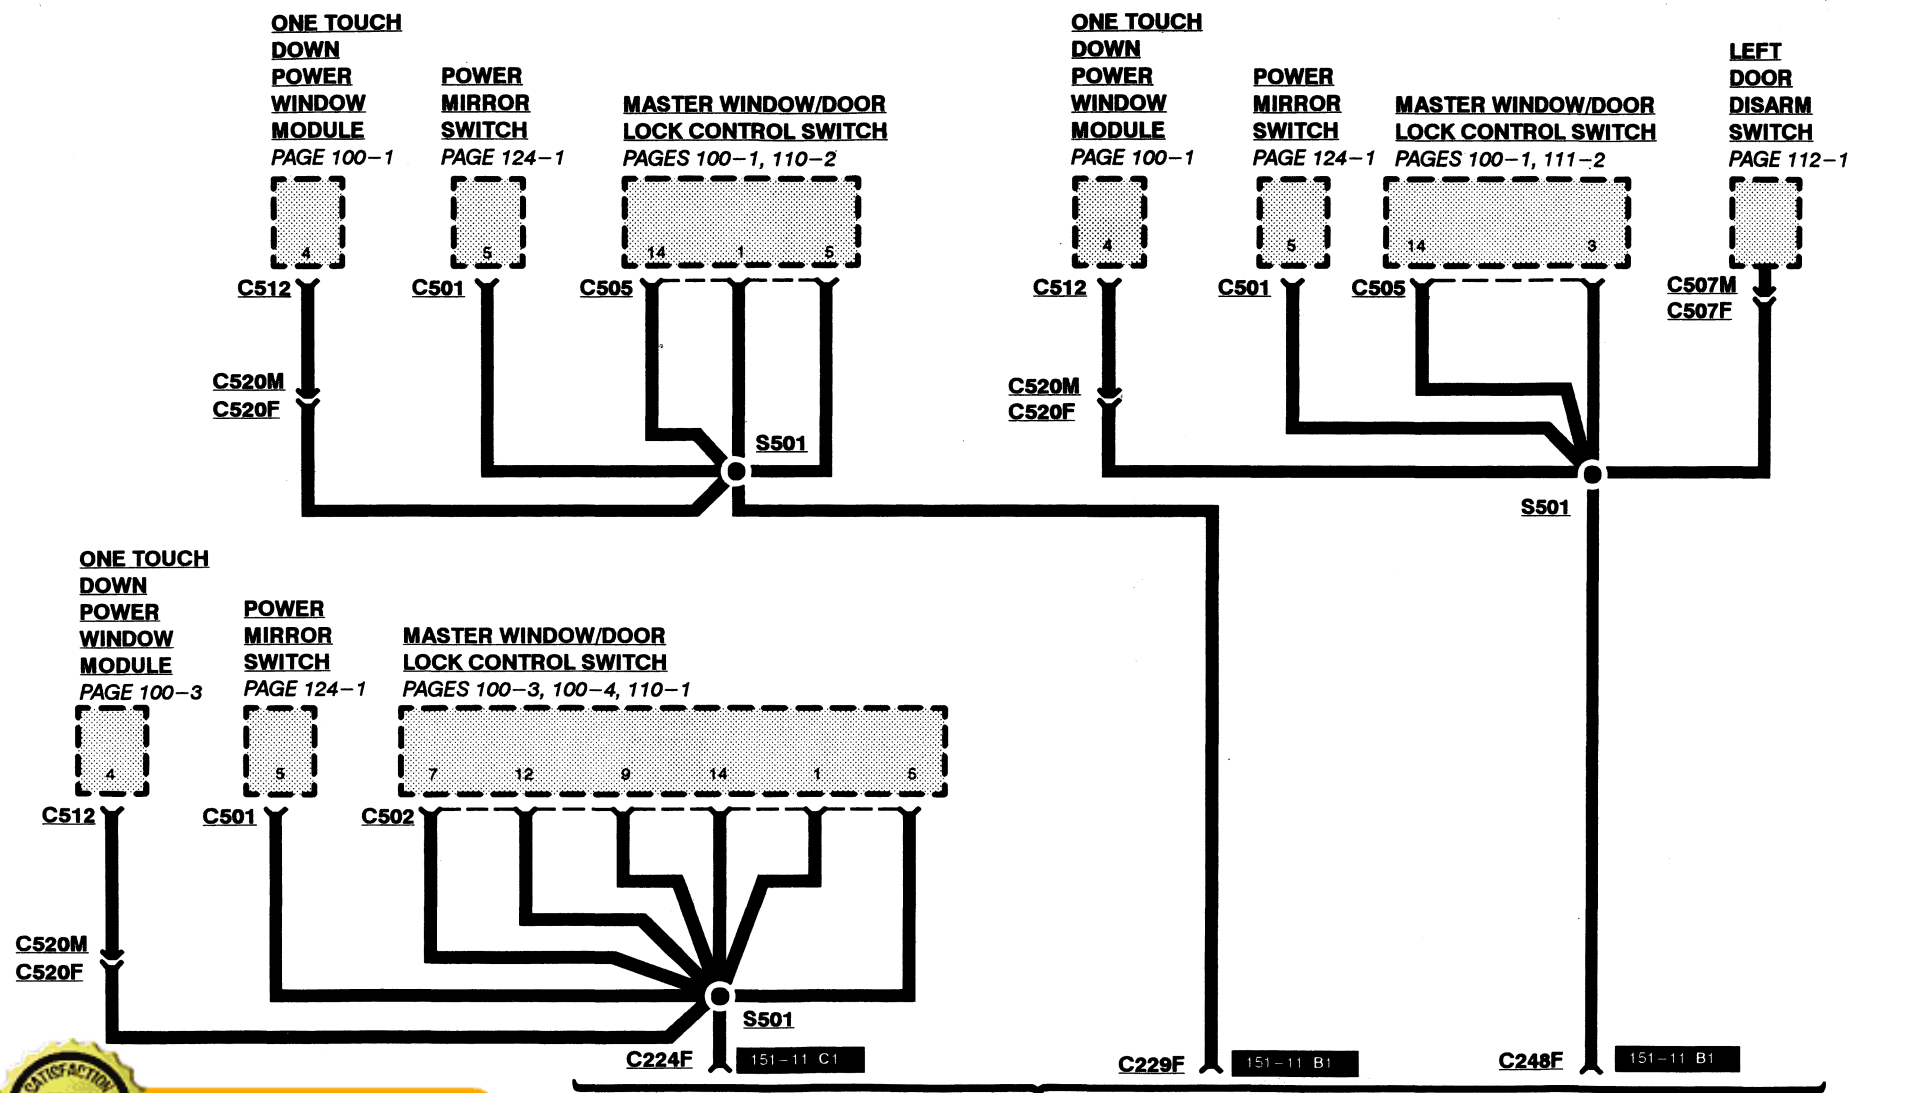 ONE TOUCH
DOWN
POWER
WINDOW
MODULE
PAGE 100-1
POWER
MIRROR
SWITCH
PAGE 124-1
MASTER WINDOW/DOOR
LOCK CONTROL SWITCH
PAGES 100-1, 110-2
4
5
14 1 5
C512
C501
C505
C520M
C520F
S501
ONE TOUCH
DOWN
POWER
WINDOW
MODULE
PAGE 100-1
POWER
MIRROR
SWITCH
PAGE 124-1
MASTER WINDOW/DOOR
LOCK CONTROL SWITCH
PAGES 100-1, 111-2
LEFT
DOOR
DISARM
SWITCH
PAGE 112-1
4
5
14 3
C512
C501
C505
C507M
C507F
C520M
C520F
S501
ONE TOUCH
DOWN
POWER
WINDOW
MODULE
PAGE 100-3
POWER
MIRROR
SWITCH
PAGE 124-1
MASTER WINDOW/DOOR
LOCK CONTROL SWITCH
PAGES 100-3, 100-4, 110-1
4
5
7 12 9 14 1 5
C512
C501
C502
C520M
C520F
S501
C224F
151-11 C1
C229F
151-11 B1
C248F
151-11 B1
SATISFACTION